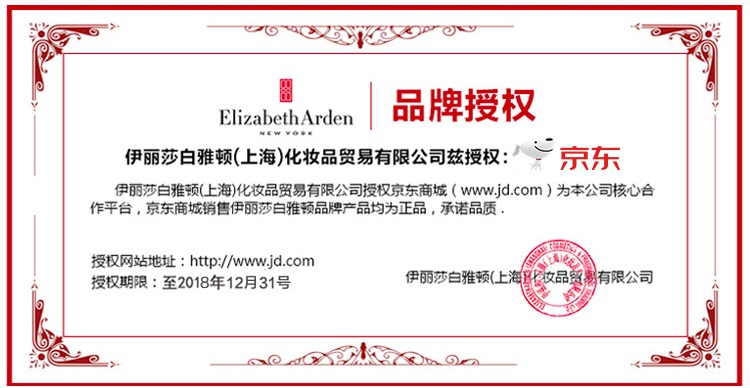 Elizabeth Arden
NEW YORK
品牌授权
伊丽莎白雅顿(上海)化妆品贸易有限公司兹授权：
京东
伊丽莎白雅顿(上海)化妆品贸易有限公司授权京东商城（www.jd.com）为本公司核心合
作平台，京东商城销售伊丽莎白雅顿品牌产品均为正品，承诺品质．
授权网站地址：http://www.jd.com
授权期限：至2018年12月31号
伊丽莎白雅顿(上海)化妆品贸易有限公司